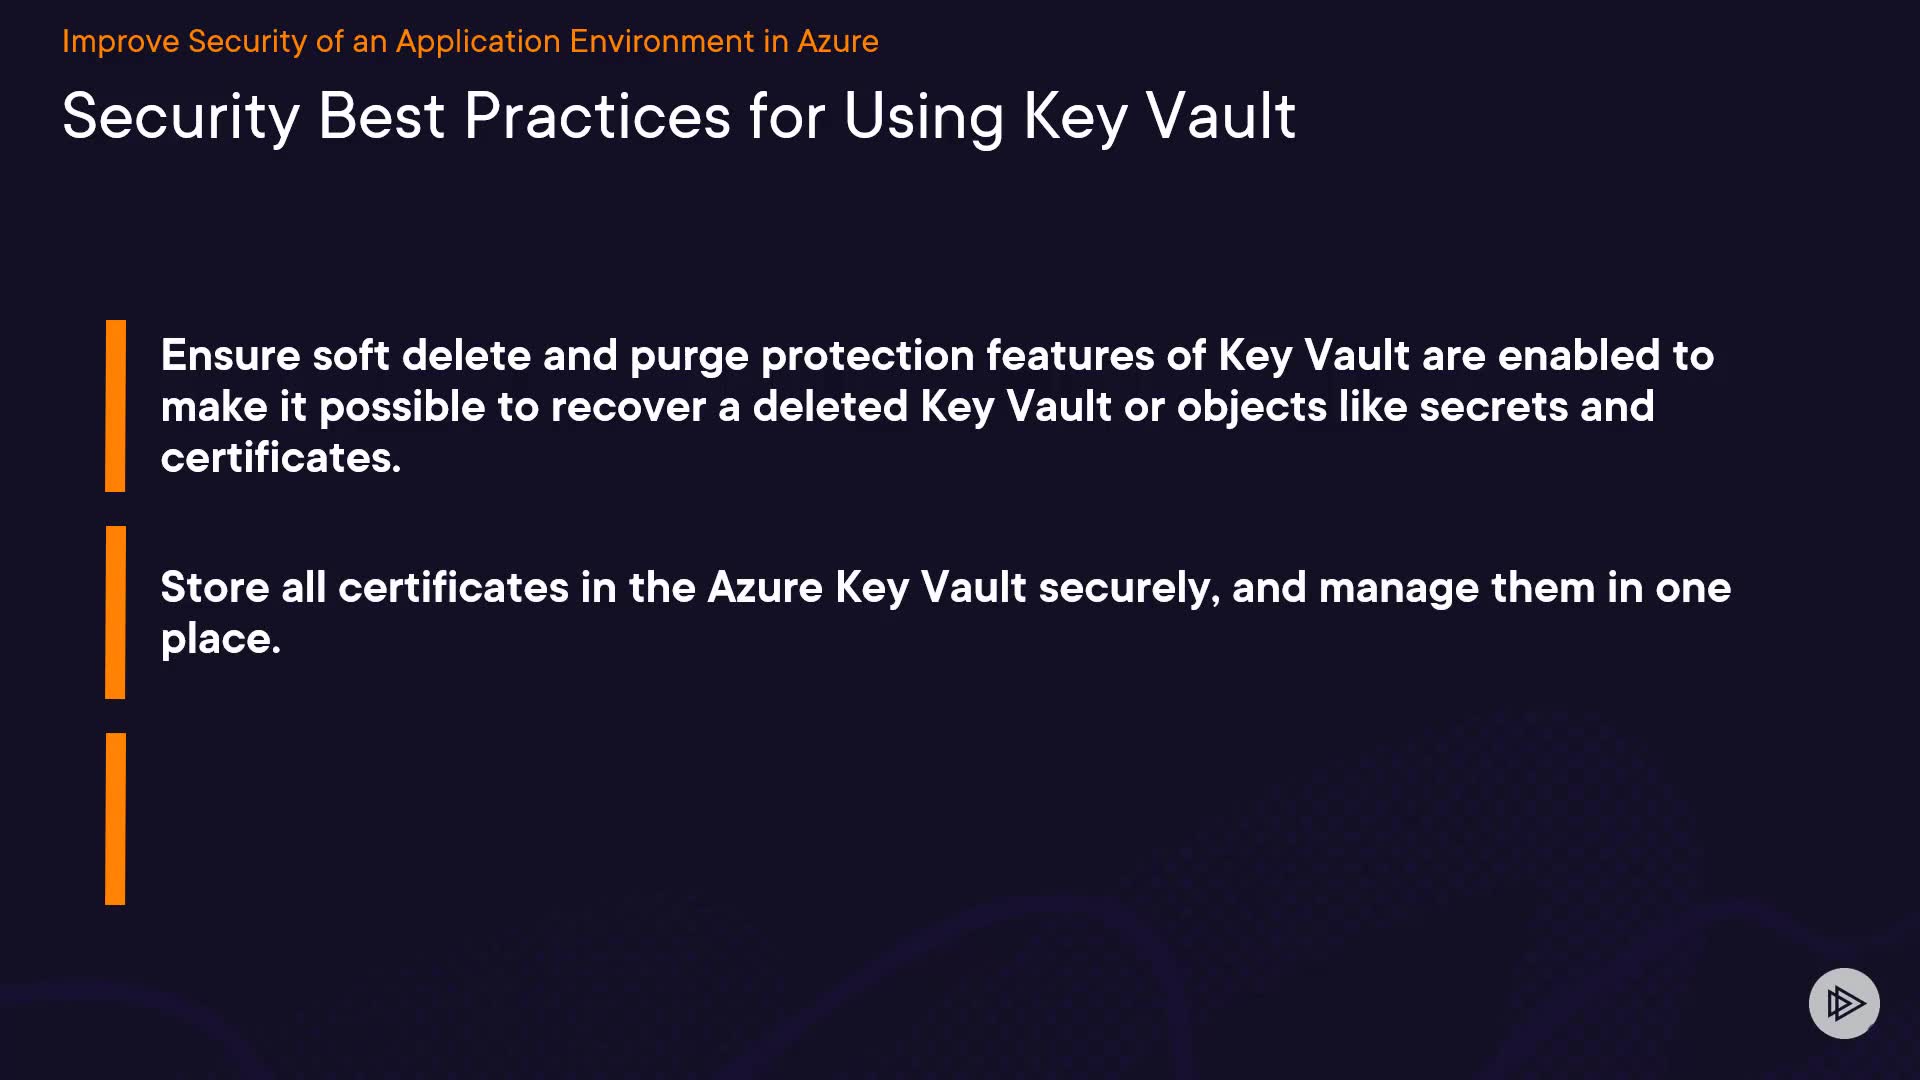 Improve Security of an Application Environment in Azure
Security Best Practices for Using Key Vault
Ensure soft delete and purge protection features of Key Vault are enabled to
make it possible to recover a deleted Key Vault or objects like secrets and
certificates.
Store all certificates in the Azure Key Vault securely, and manage them in one
place.